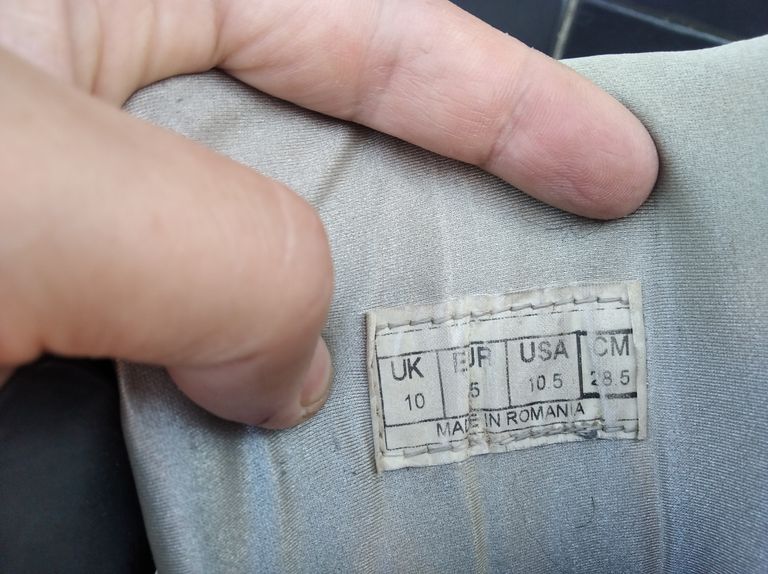 UK EUR USA CM
10 5 10.5 28.5
MADE IN ROMANIA